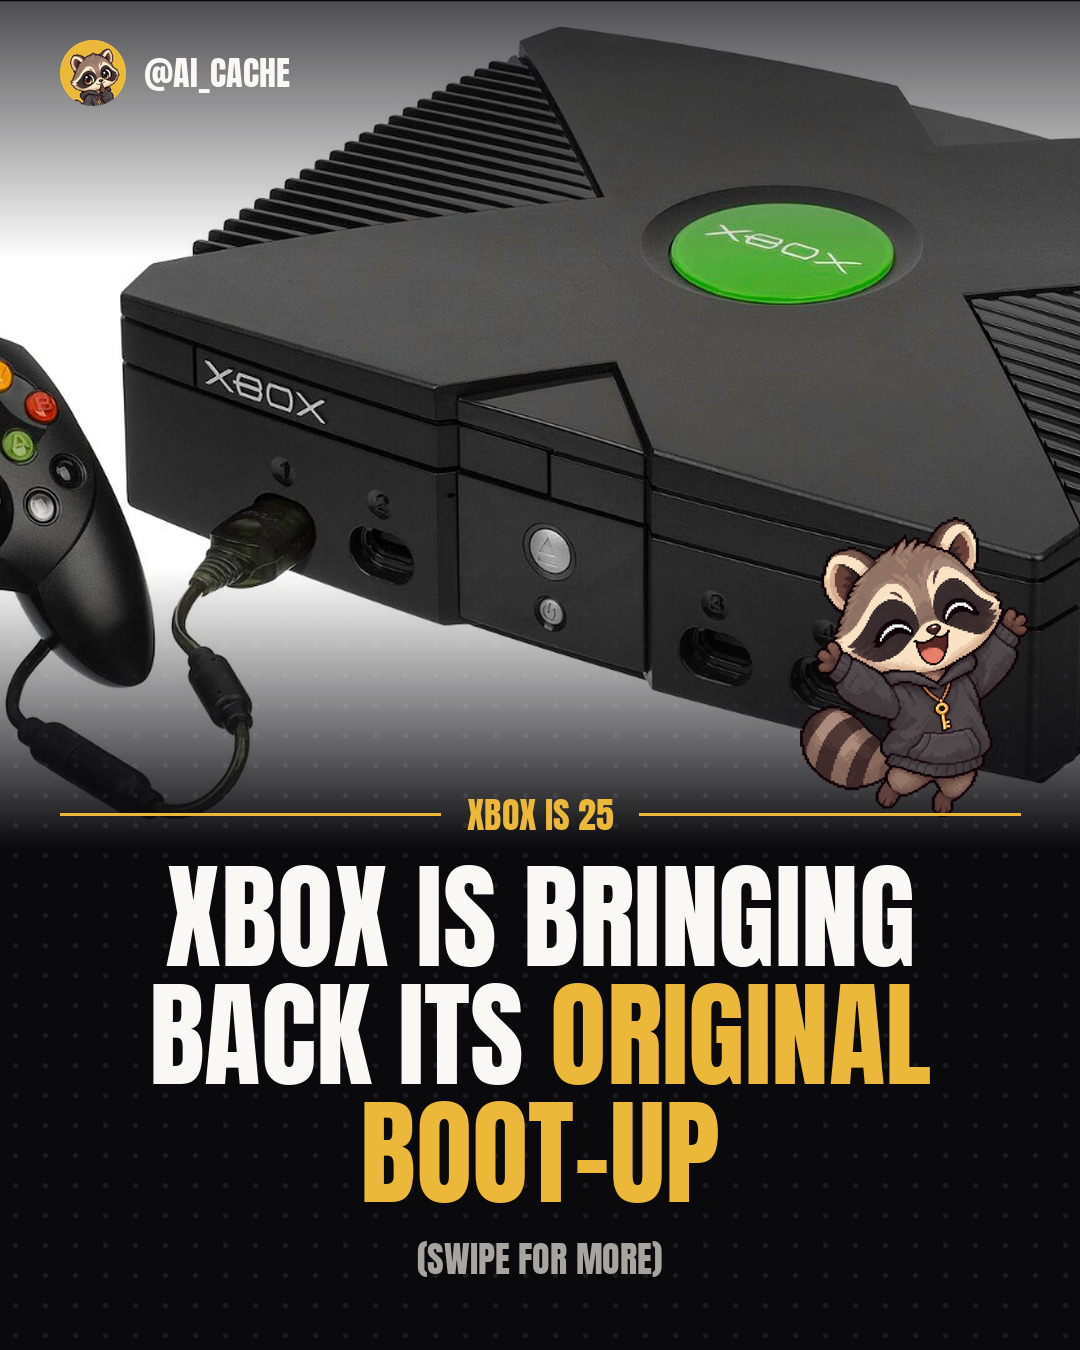 @AI_CACHE
XBOX
XBOX
1
2
3
X
B
A
XBOX IS 25
XBOX IS BRINGING
BACK ITS ORIGINAL
BOOT-UP
(SWIPE FOR MORE)